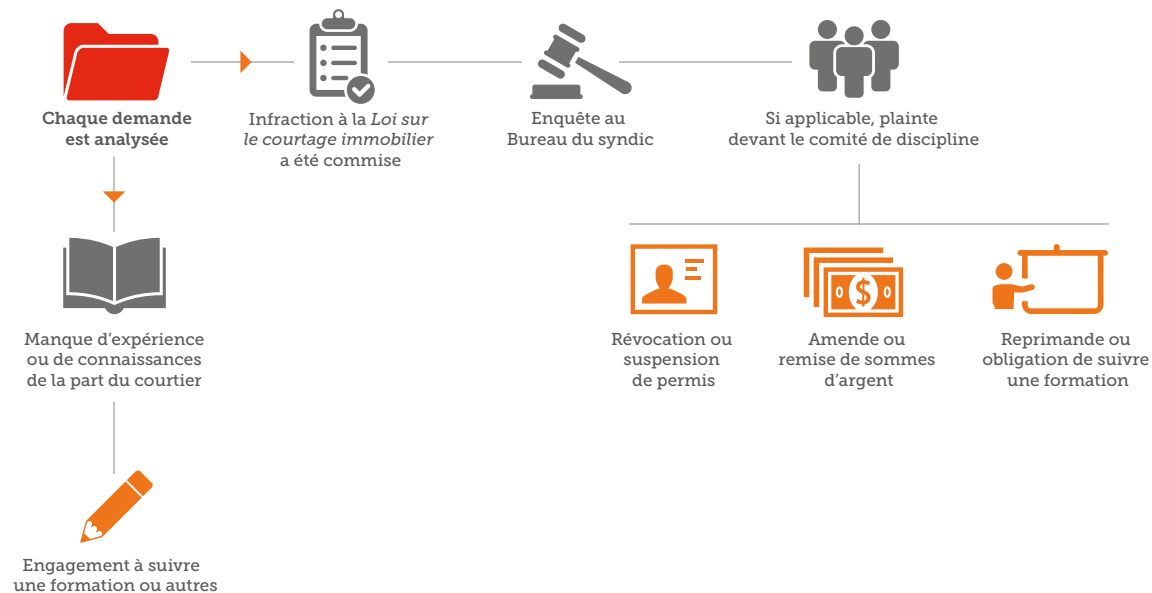 Chaque demande
est analysée
Infraction à la Loi sur
le courtage immobilier
a été commise
Enquête au
Bureau du syndic
Si applicable, plainte
devant le comité de discipline
Manque d’expérience
ou de connaissances
de la part du courtier
Révocation ou
suspension
de permis
$
Amende ou
remise de sommes
d’argent
Reprimande ou
obligation de suivre
une formation
Engagement à suivre
une formation ou autres